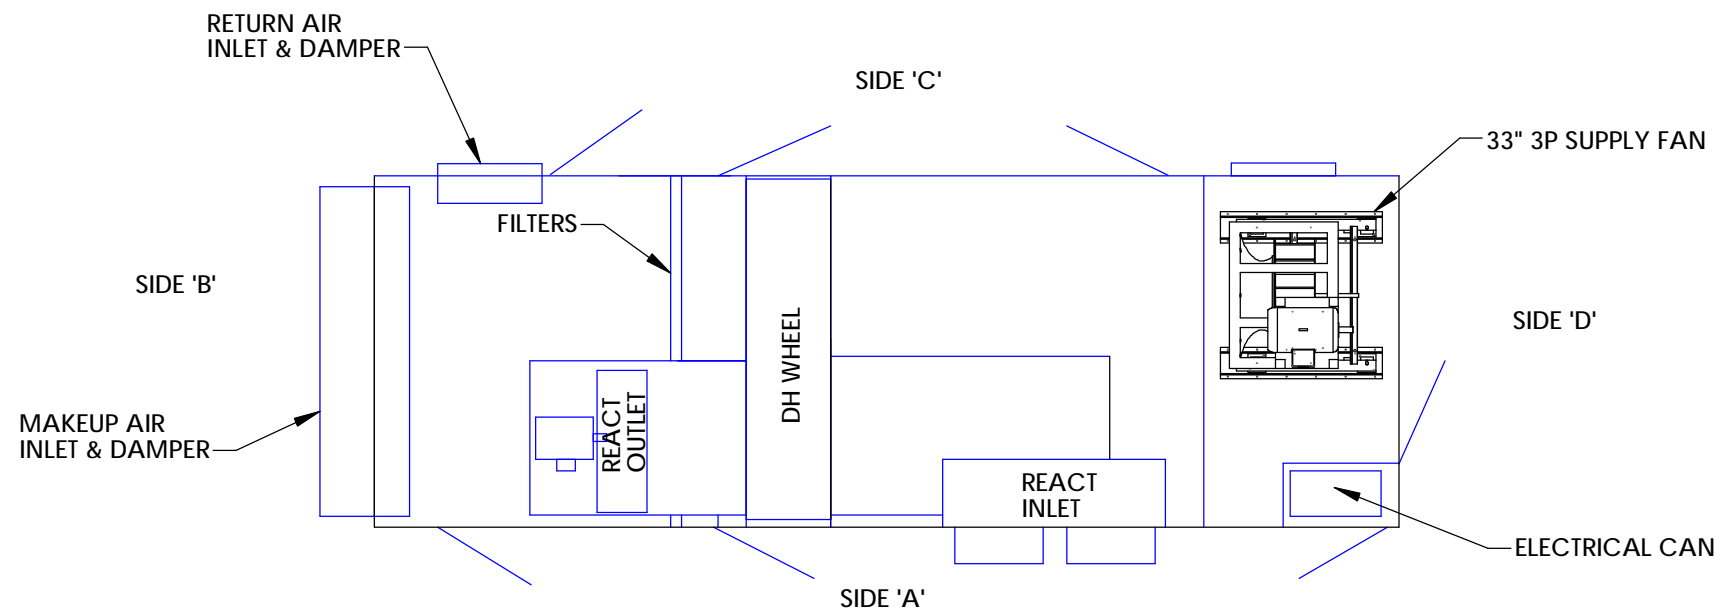 RETURN AIR
INLET & DAMPER
SIDE 'C'
33" 3P SUPPLY FAN
FILTERS
SIDE 'B'
SIDE 'D'
DH WHEEL
MAKEUP AIR
INLET & DAMPER
REACT
OUTLET
REACT
INLET
ELECTRICAL CAN
SIDE 'A'